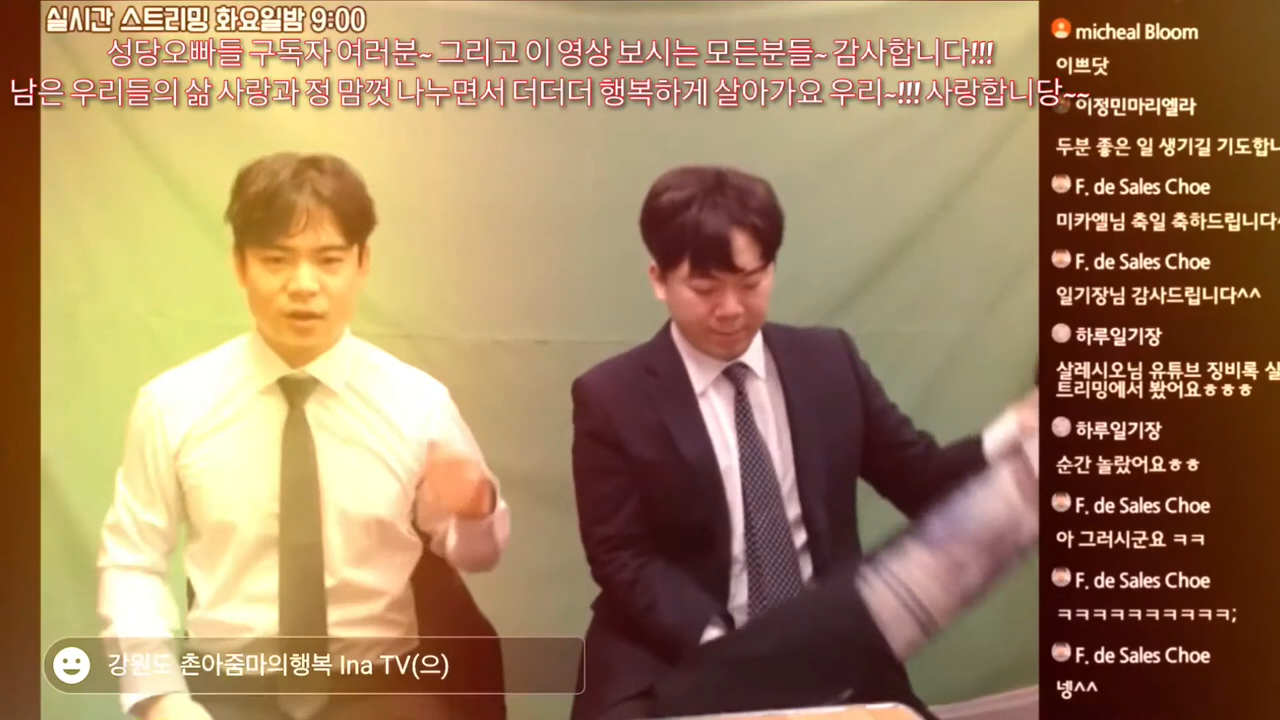 실시간 스트리밍 화요일밤 9:00
성당오빠들 구독자 여러분~ 그리고 이 영상 보시는 모든분들~ 감사합니다!!!
남은 우리들의 삶 사랑과 정 맘껏 나누면서 더더더 행복하게 살아가요 우리~!!! 사랑합니당~~
micheal Bloom
이쁘닷
이정민마리엘라
두분 좋은 일 생기길 기도합니
F. de Sales Choe
미카엘님 축일 축하드립니다~
F. de Sales Choe
일기장님 감사드립니다^^
하루일기장
살레시오님 유튜브 징비록 실
트리밍에서 봤어요ㅎㅎㅎ
하루일기장
순간 놀랐어요ㅎㅎ
F. de Sales Choe
아 그러시군요 ㅋㅋ
F. de Sales Choe
ㅋㅋㅋㅋㅋㅋㅋㅋㅋㅋ;
F. de Sales Choe
넹^^
강원도 촌아줌마의행복 Ina TV(으)